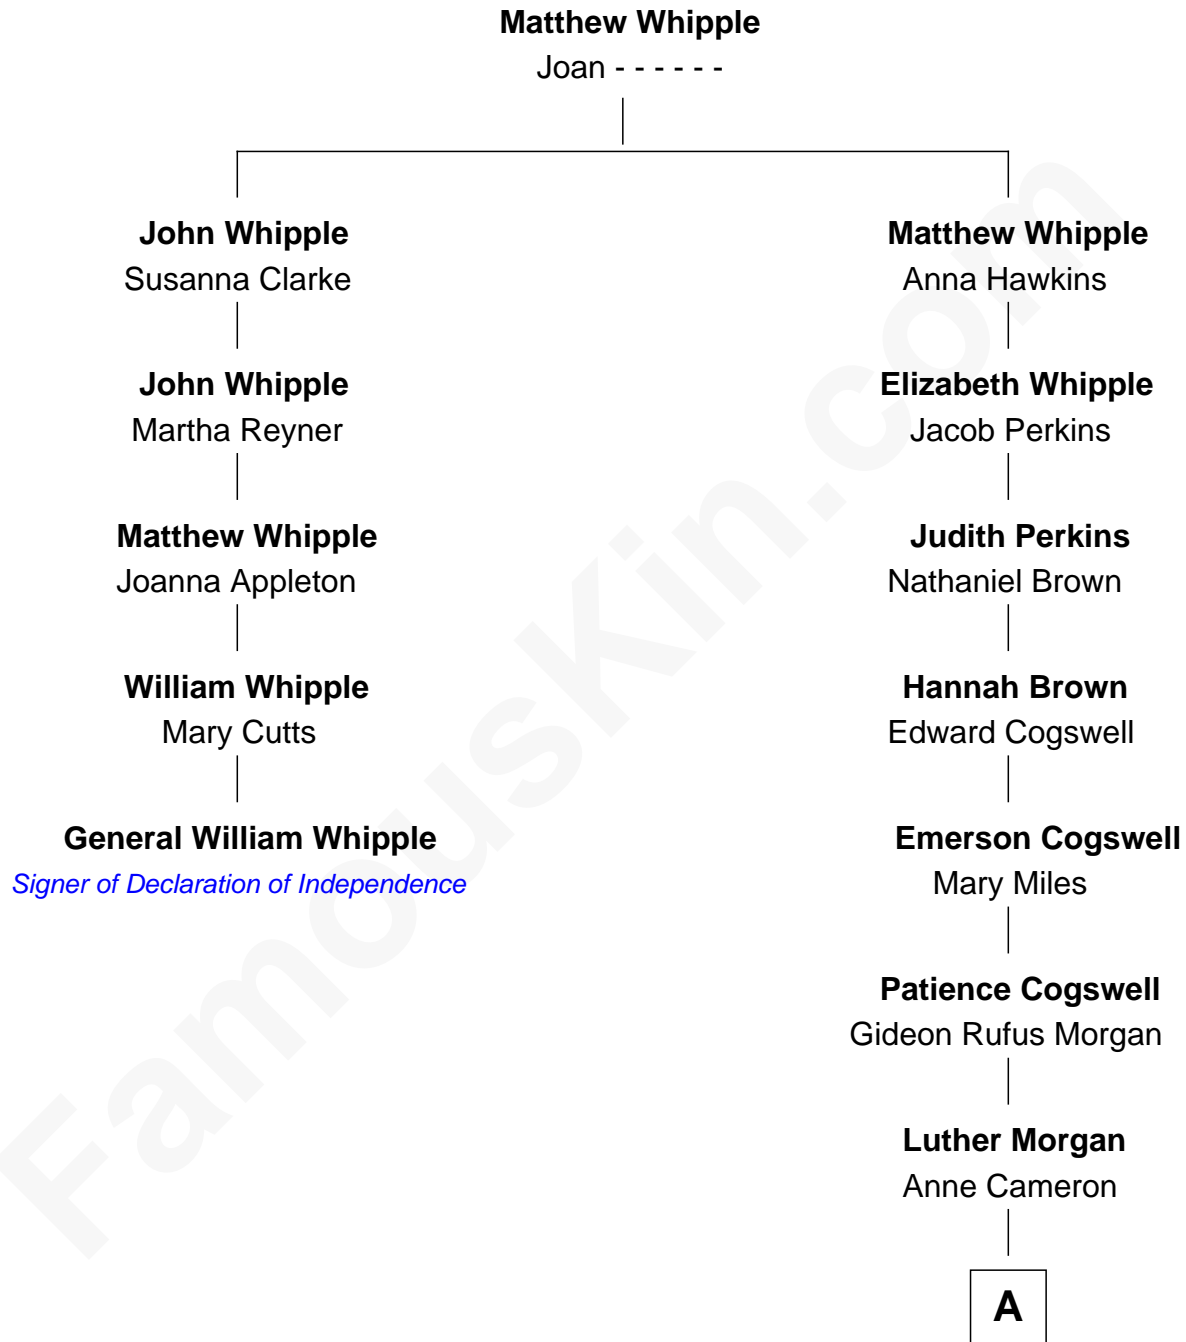 Matthew Whipple
Joan - - - - - -
John Whipple
Susanna Clarke
John Whipple
Martha Reyner
Matthew Whipple
Joanna Appleton
William Whipple
Mary Cutts
General William Whipple
Signer of Declaration of Independence
Matthew Whipple
Anna Hawkins
Elizabeth Whipple
Jacob Perkins
Judith Perkins
Nathaniel Brown
Hannah Brown
Edward Cogswell
Emerson Cogswell
Mary Miles
Patience Cogswell
Gideon Rufus Morgan
Luther Morgan
Anne Cameron
A
FamousKin.com